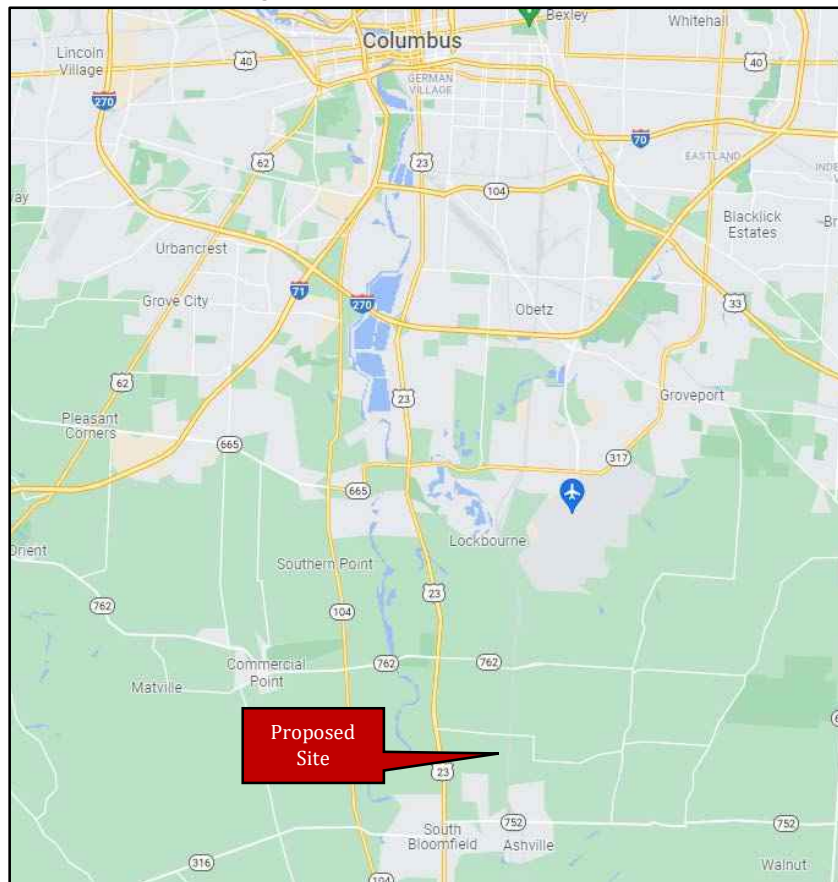 Bexley
Whitehall
Columbus
Lincoln
Village
40
GERMAN
VILLAGE
40
270
70
62
23
EASTLAND
104
Blacklick
Estates
Urbancrest
71
270
Grove City
Obetz
33
62
23
Groveport
Pleasant
Corners
665
317
665
Orient
Lockbourne
Southern Point
23
762
104
Commercial
Point
762
762
Matville
Proposed
Site
23
752
752
South
Bloomfield
Ashville
316
Walnut
104